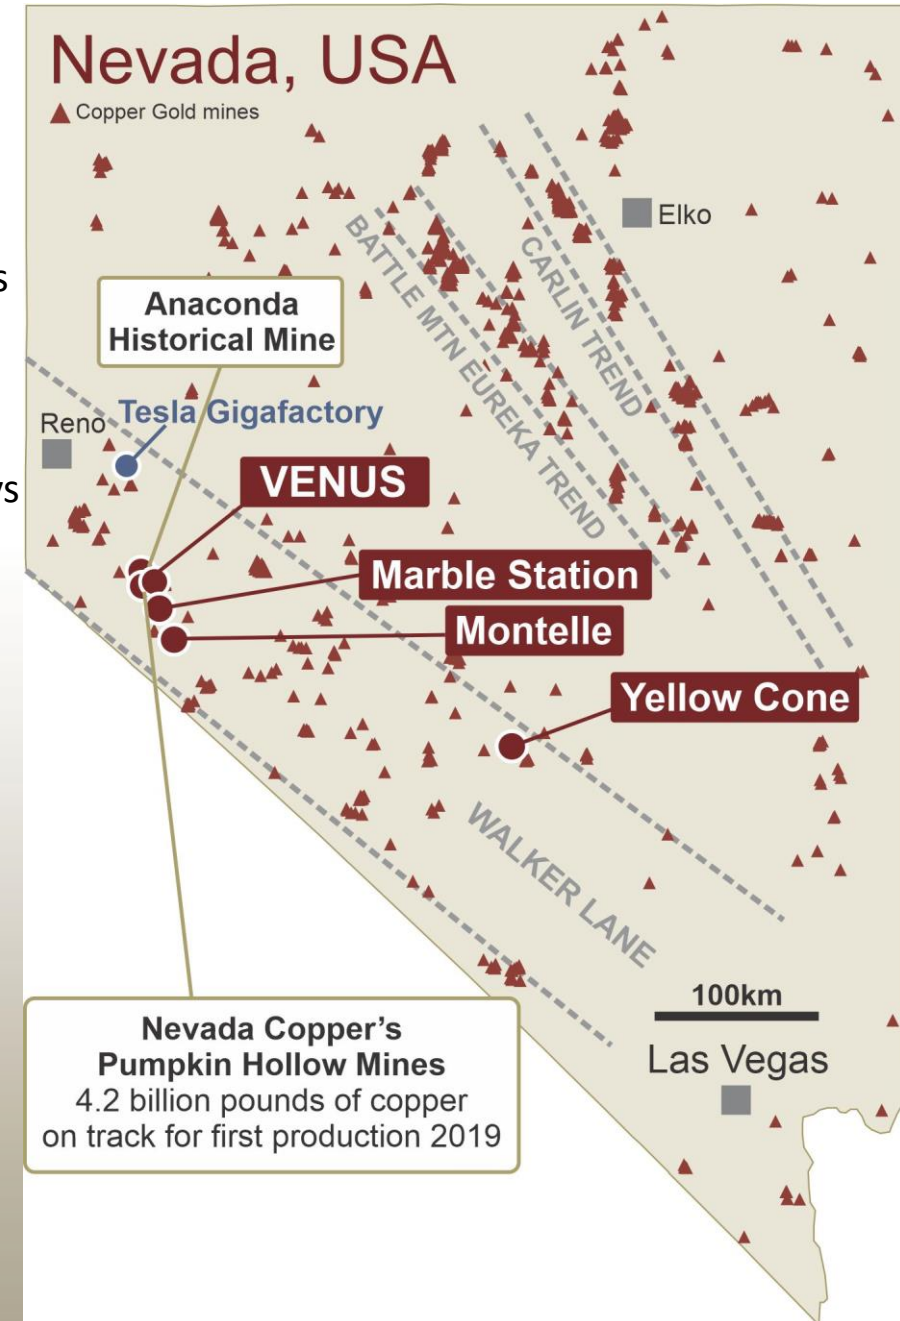 Nevada, USA
Copper Gold mines
Elko
BATTLE MTN EUREKA TREND
CARLIN TREND
Anaconda
Historical Mine
Reno
Tesla Gigafactory
VENUS
Marble Station
Montelle
Yellow Cone
WALKER LANE
100km
Las Vegas
Nevada Copper’s
Pumpkin Hollow Mines
4.2 billion pounds of copper
on track for first production 2019